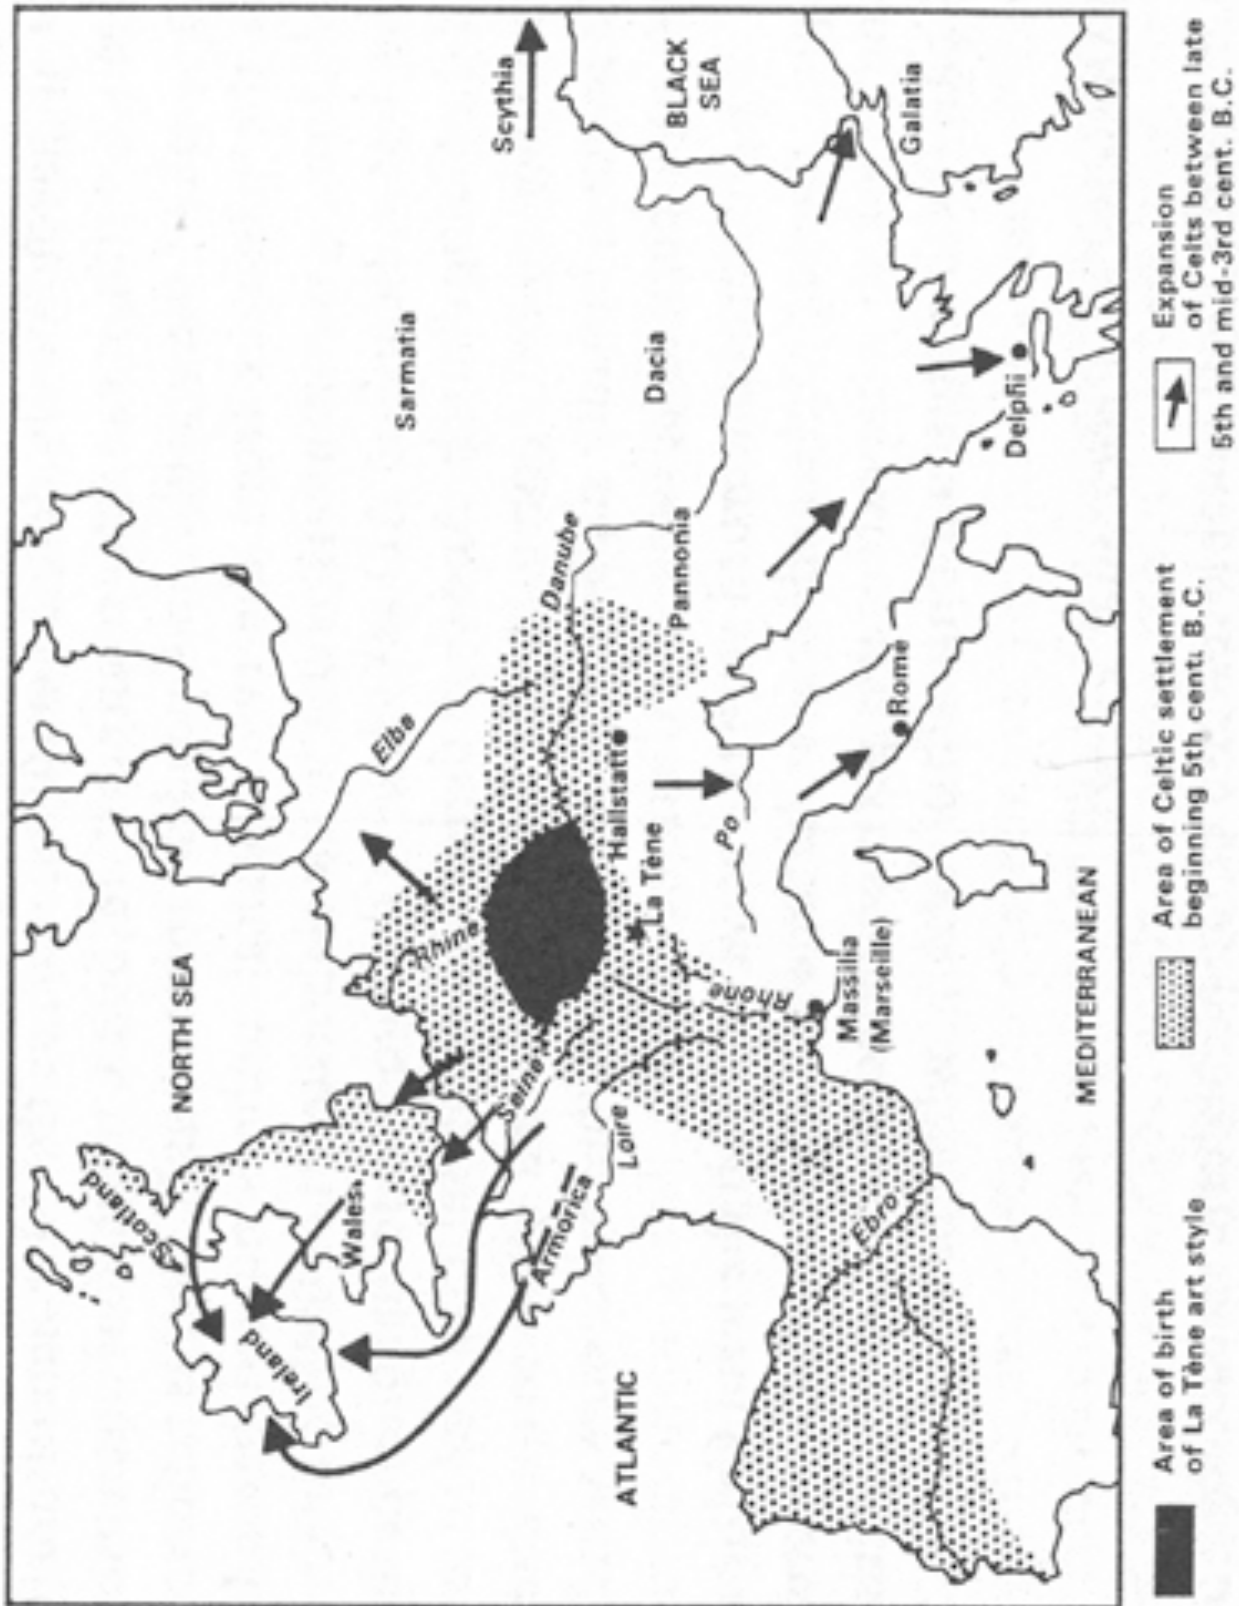 NORTH SEA
Scotland
Ireland
Wales
Armorica
ATLANTIC
Seine
Loire
Rhine
Elbe
Rhone
La Tène
Hallstatt
Danube
Pannonia
Po
Massilia
(Marseille)
Rome
Ebro
MEDITERRANEAN
Sarmatia
Dacia
Scythia
BLACK
SEA
Galatia
Delphi
Area of birth
of La Tène art style
Area of Celtic settlement
beginning 5th cent. B.C.
Expansion
of Celts between late
5th and mid-3rd cent. B.C.